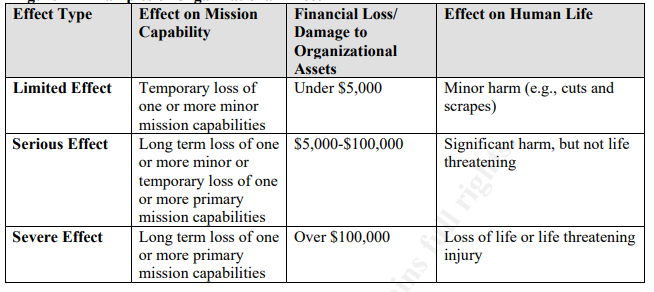 Effect Type
Effect on Mission
Capability
Financial Loss/
Damage to
Organizational
Assets
Effect on Human Life
Limited Effect
Temporary loss of
one or more minor
mission capabilities
Under $5,000
Minor harm (e.g., cuts and
scrapes)
Serious Effect
Long term loss of one
or more minor or
temporary loss of one
or more primary
mission capabilities
$5,000-$100,000
Significant harm, but not life
threatening
Severe Effect
Long term loss of one
or more primary
mission capabilities
Over $100,000
Loss of life or life threatening
injury
full